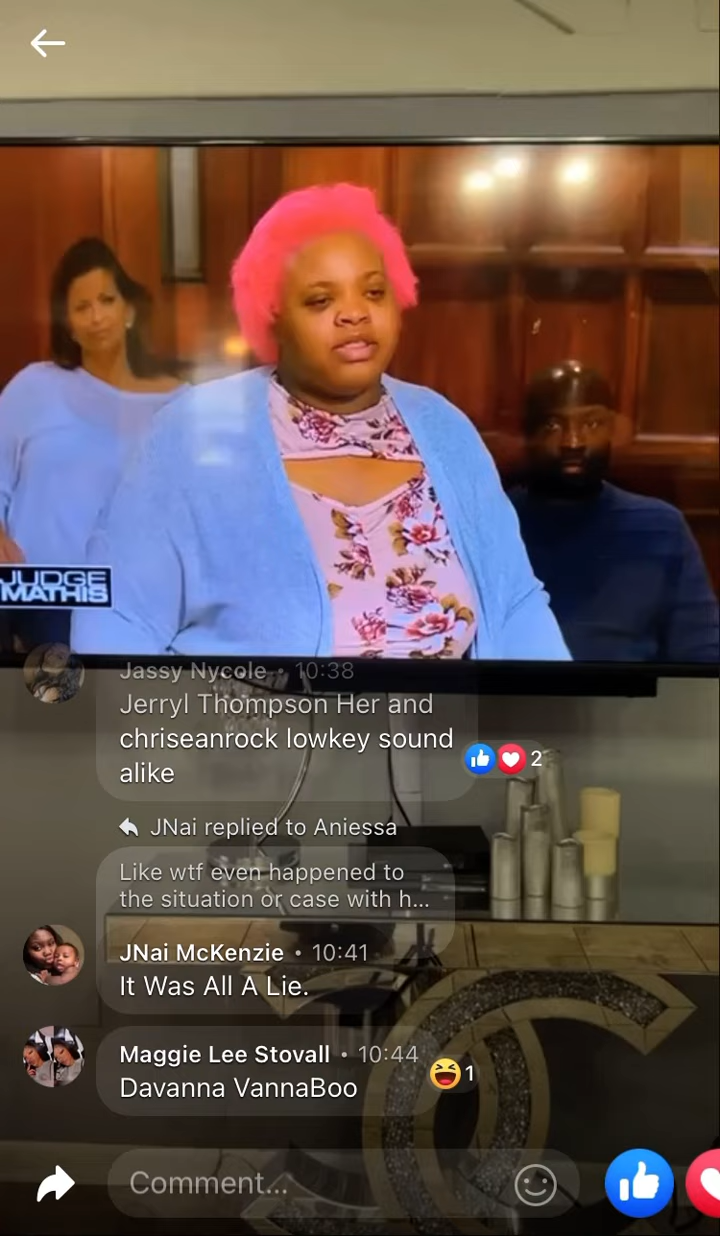 JUDGE
MATHIS
Jassy Nycole • 10:38
Jerryl Thompson Her and
chriseanrock lowkey sound
alike
2
JNai replied to Aniessa
Like wtf even happened to
the situation or case with h...
JNai McKenzie • 10:41
It Was All A Lie.
Maggie Lee Stovall • 10:44
Davanna VannaBoo
1
Comment...